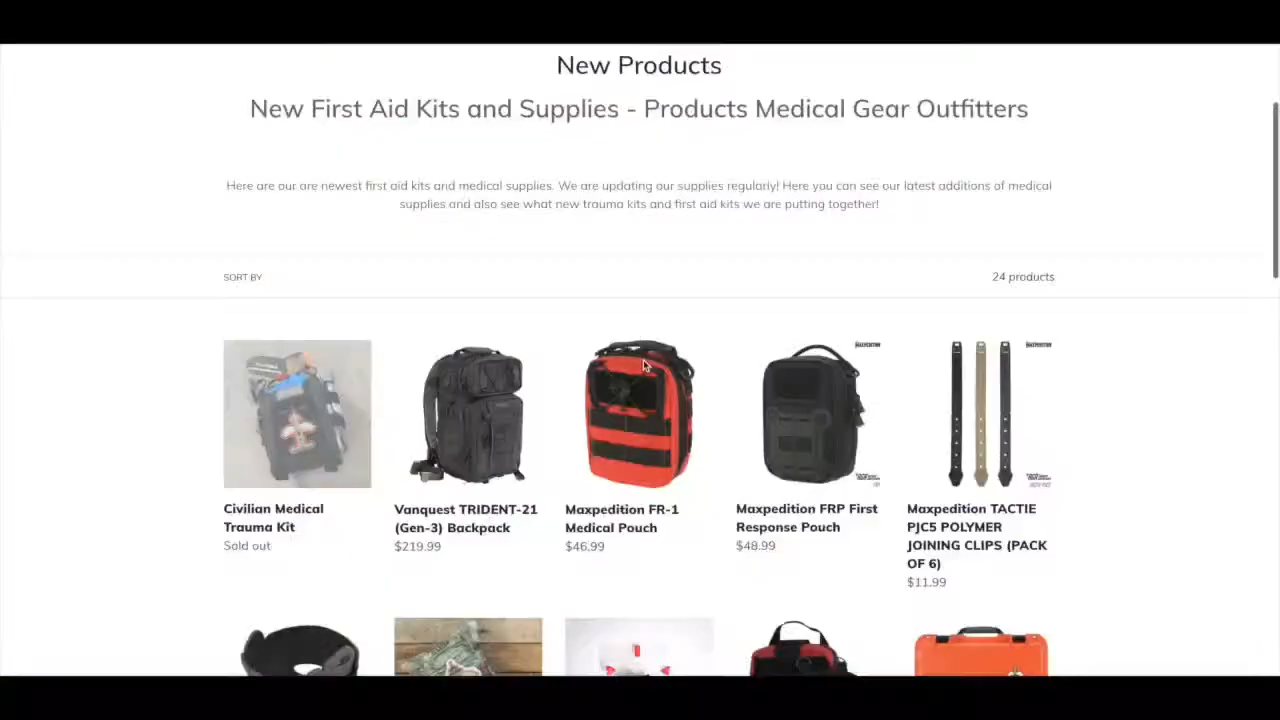 New Products
New First Aid Kits and Supplies - Products Medical Gear Outfitters
Here are our are newest first aid kits and medical supplies. We are updating our supplies regularly! Here you can see our latest additions of medical
supplies and also see what new trauma kits and first aid kits we are putting together!
SORT BY
24 products
MAXPEDITION
MAXPEDITION
Civilian Medical
Trauma Kit
Sold out
Vanquest TRIDENT-21
(Gen-3) Backpack
$219.99
Maxpedition FR-1
Medical Pouch
$46.99
Maxpedition FRP First
Response Pouch
$48.99
Maxpedition TACTIE
PJC5 POLYMER
JOINING CLIPS (PACK
OF 6)
$11.99